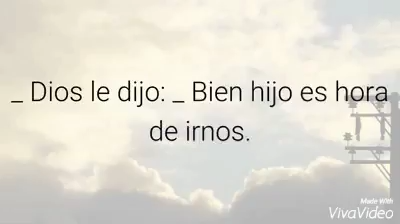 _ Dios le dijo: _ Bien hijo es hora
de irnos.
Made With
VivaVideo